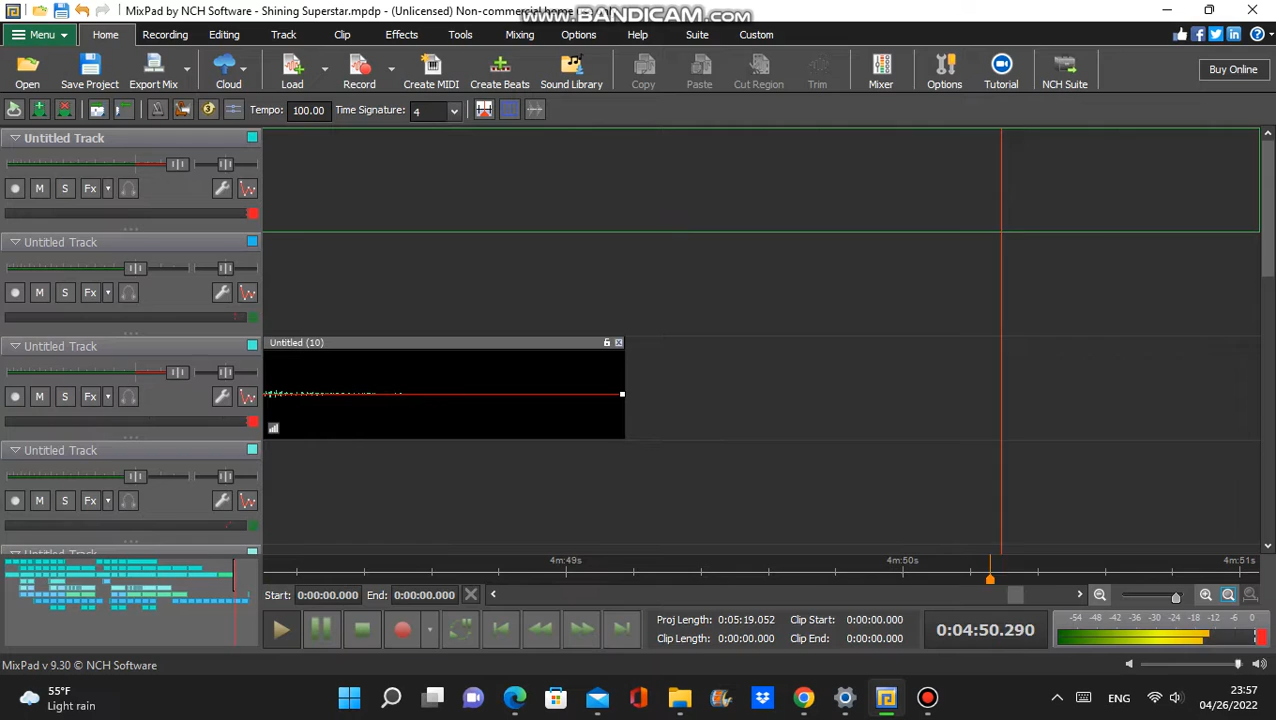 MixPad by NCH Software - Shining Superstar.mpdp - (Unlicensed) Non-commercial home
www.BANDICAM.com
Menu Home Recording Editing Track Clip Effects Tools Mixing Options Help Suite Custom
Open Save Project Export Mix Cloud Load Record Create MIDI Create Beats Sound Library Copy Paste Cut Region Trim Mixer Options Tutorial NCH Suite Buy Online
Tempo: 100.00 Time Signature: 4
Untitled Track
M S Fx
Untitled Track
M S Fx
Untitled Track
Untitled (10)
M S Fx
Untitled Track
M S Fx
Untitled Track
4m:49s 4m:50s 4m:51s
Start: 0:00:00.000 End: 0:00:00.000
Proj Length: 0:05:19.052 Clip Start: 0:00:00.000
Clip Length: 0:00:00.000 Clip End: 0:00:00.000
0:04:50.290
-54 -48 -42 -36 -30 -24 -18 -12 -6 0
MixPad v 9.30 © NCH Software
55°F
Light rain
ENG
23:57
04/26/2022